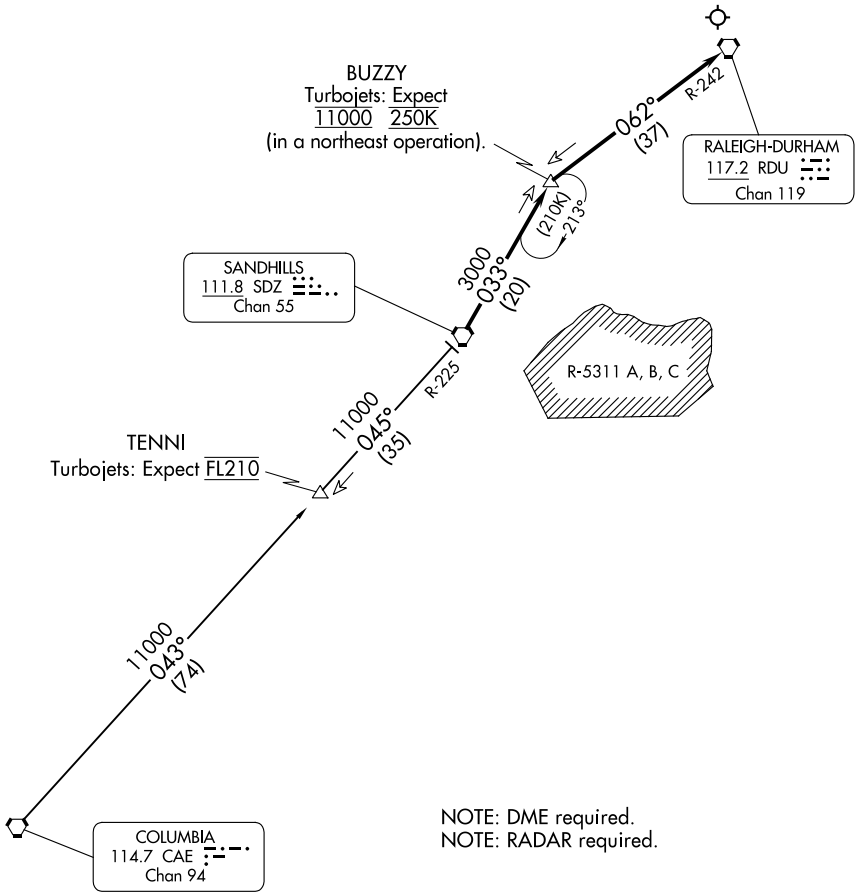 BUZZY
Turbojets: Expect
11000 250K
(in a northeast operation).
R-242
062°
(37)
RALEIGH-DURHAM
117.2 RDU
Chan 119
(210K)
213°
SANDHILLS
111.8 SDZ
Chan 55
3000
033°
(20)
R-5311 A, B, C
R-225
TENNI
Turbojets: Expect FL210
11000
045°
(35)
11000
043°
(74)
COLUMBIA
114.7 CAE
Chan 94
NOTE: DME required.
NOTE: RADAR required.